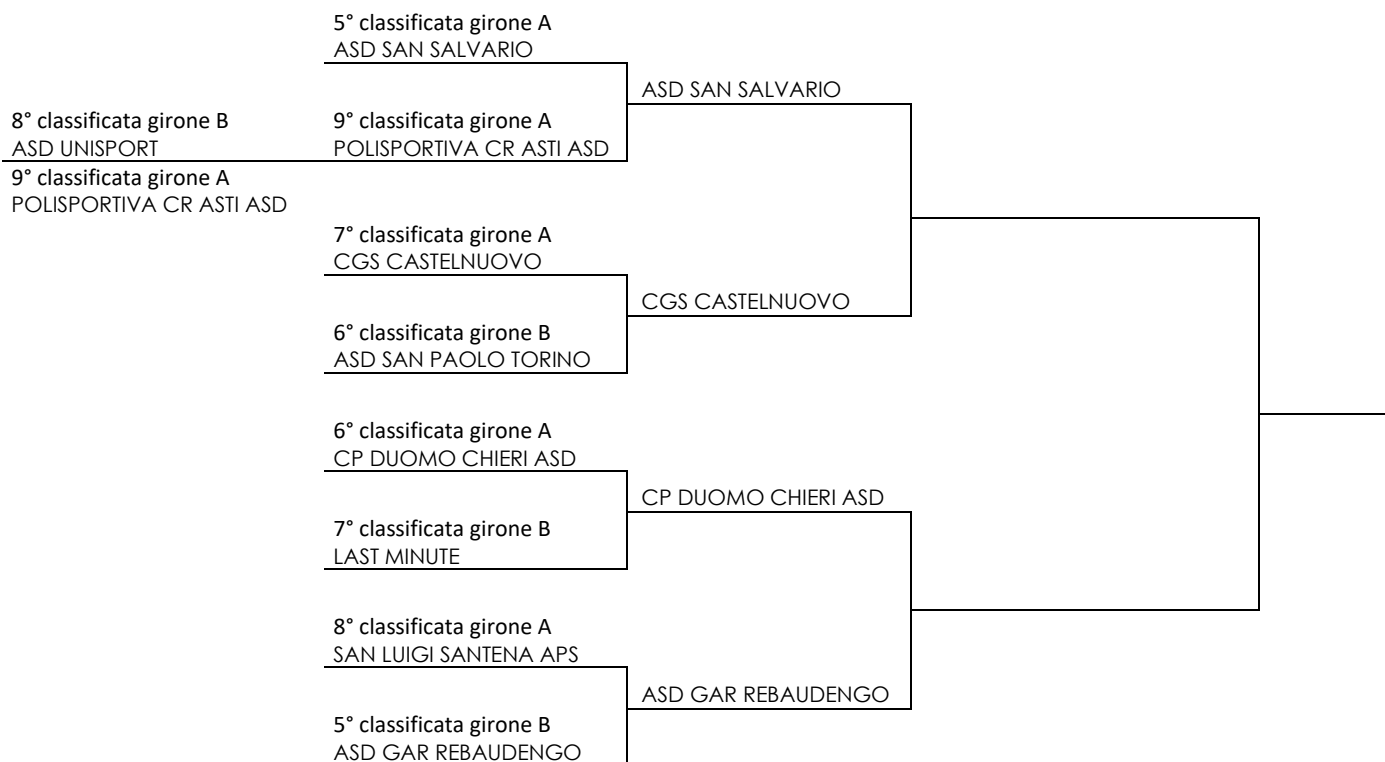 5° classificata girone A
ASD SAN SALVARIO
ASD SAN SALVARIO
8° classificata girone B
ASD UNISPORT
9° classificata girone A
POLISPORTIVA CR ASTI ASD
9° classificata girone A
POLISPORTIVA CR ASTI ASD
7° classificata girone A
CGS CASTELNUOVO
CGS CASTELNUOVO
6° classificata girone B
ASD SAN PAOLO TORINO
6° classificata girone A
CP DUOMO CHIERI ASD
CP DUOMO CHIERI ASD
7° classificata girone B
LAST MINUTE
8° classificata girone A
SAN LUIGI SANTENA APS
ASD GAR REBAUDENGO
5° classificata girone B
ASD GAR REBAUDENGO